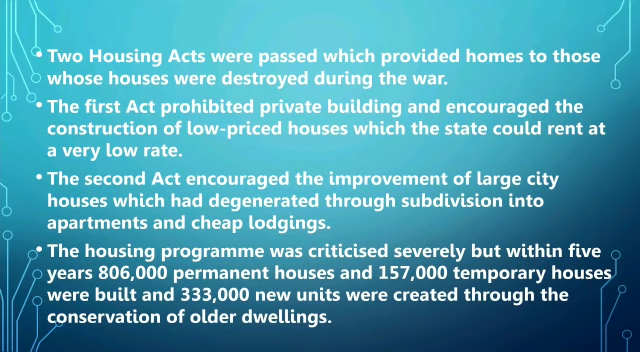 • Two Housing Acts were passed which provided homes to those
whose houses were destroyed during the war.
• The first Act prohibited private building and encouraged the
construction of low-priced houses which the state could rent at
a very low rate.
• The second Act encouraged the improvement of large city
houses which had degenerated through subdivision into
apartments and cheap lodgings.
• The housing programme was criticised severely but within five
years 806,000 permanent houses and 157,000 temporary houses
were built and 333,000 new units were created through the
conservation of older dwellings.